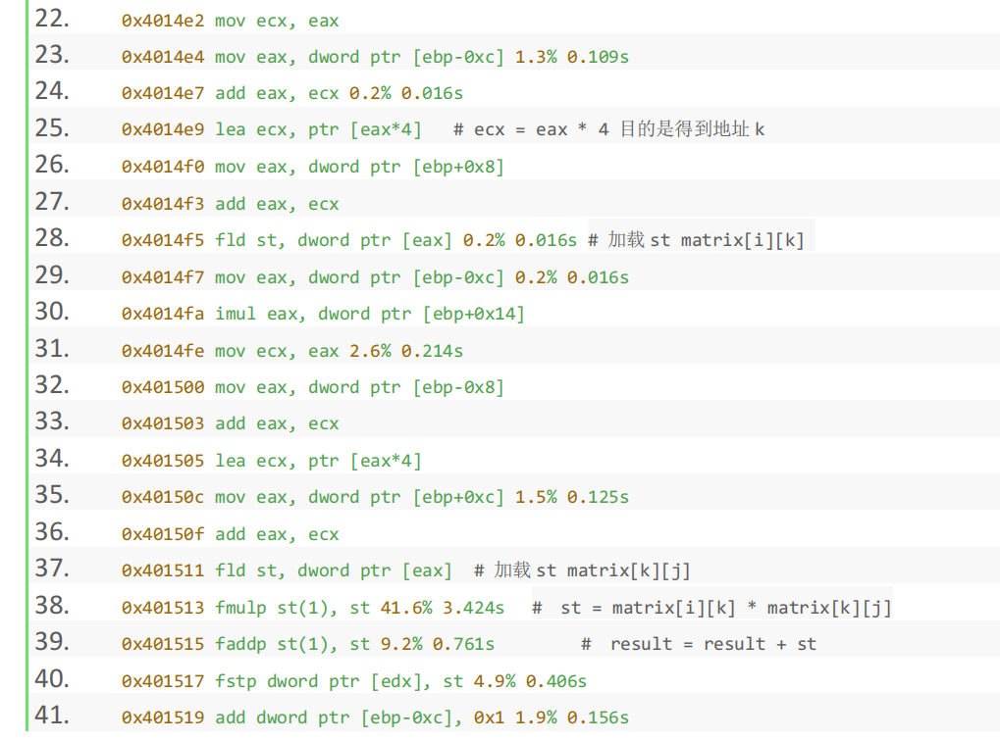 22. 0x4014e2 mov ecx, eax
23. 0x4014e4 mov eax, dword ptr [ebp-0xc] 1.3% 0.109s
24. 0x4014e7 add eax, ecx 0.2% 0.016s
25. 0x4014e9 lea ecx, ptr [eax*4] # ecx = eax * 4 目的是得到地址 k
26. 0x4014f0 mov eax, dword ptr [ebp+0x8]
27. 0x4014f3 add eax, ecx
28. 0x4014f5 fld st, dword ptr [eax] 0.2% 0.016s # 加载 st matrix[i][k]
29. 0x4014f7 mov eax, dword ptr [ebp-0xc] 0.2% 0.016s
30. 0x4014fa imul eax, dword ptr [ebp+0x14]
31. 0x4014fe mov ecx, eax 2.6% 0.214s
32. 0x401500 mov eax, dword ptr [ebp-0x8]
33. 0x401503 add eax, ecx
34. 0x401505 lea ecx, ptr [eax*4]
35. 0x40150c mov eax, dword ptr [ebp+0xc] 1.5% 0.125s
36. 0x40150f add eax, ecx
37. 0x401511 fld st, dword ptr [eax] # 加载 st matrix[k][j]
38. 0x401513 fmulp st(1), st 41.6% 3.424s # st = matrix[i][k] * matrix[k][j]
39. 0x401515 faddp st(1), st 9.2% 0.761s # result = result + st
40. 0x401517 fstp dword ptr [edx], st 4.9% 0.406s
41. 0x401519 add dword ptr [ebp-0xc], 0x1 1.9% 0.156s